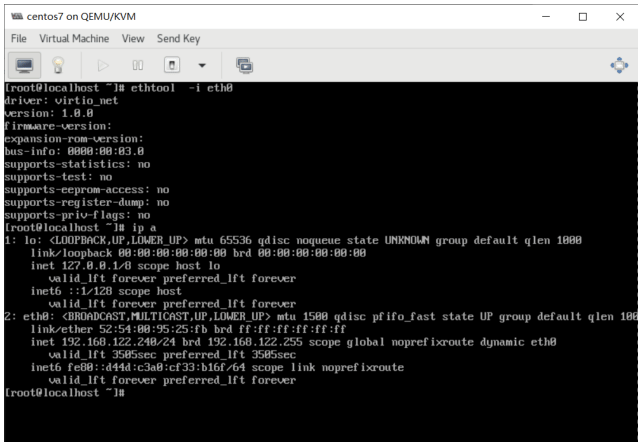 centos7 on QEMU/KVM
File Virtual Machine View Send Key
[root@localhost ~]# ethtool  -i eth0
driver: virtio_net
version: 1.0.0
firmware-version:
expansion-rom-version:
bus-info: 0000:00:03.0
supports-statistics: no
supports-test: no
supports-eeprom-access: no
supports-register-dump: no
supports-priv-flags: no
[root@localhost ~]# ip a
1: lo: <LOOPBACK,UP,LOWER_UP> mtu 65536 qdisc noqueue state UNKNOWN group default qlen 1000
    link/loopback 00:00:00:00:00:00 brd 00:00:00:00:00:00
    inet 127.0.0.1/8 scope host lo
       valid_lft forever preferred_lft forever
    inet6 ::1/128 scope host
       valid_lft forever preferred_lft forever
2: eth0: <BROADCAST,MULTICAST,UP,LOWER_UP> mtu 1500 qdisc pfifo_fast state UP group default qlen 100
    link/ether 52:54:00:95:25:fb brd ff:ff:ff:ff:ff:ff
    inet 192.168.122.240/24 brd 192.168.122.255 scope global noprefixroute dynamic eth0
       valid_lft 3505sec preferred_lft 3505sec
    inet6 fe80::d44d:c3a0:cf33:b16f/64 scope link noprefixroute
       valid_lft forever preferred_lft forever
[root@localhost ~]#